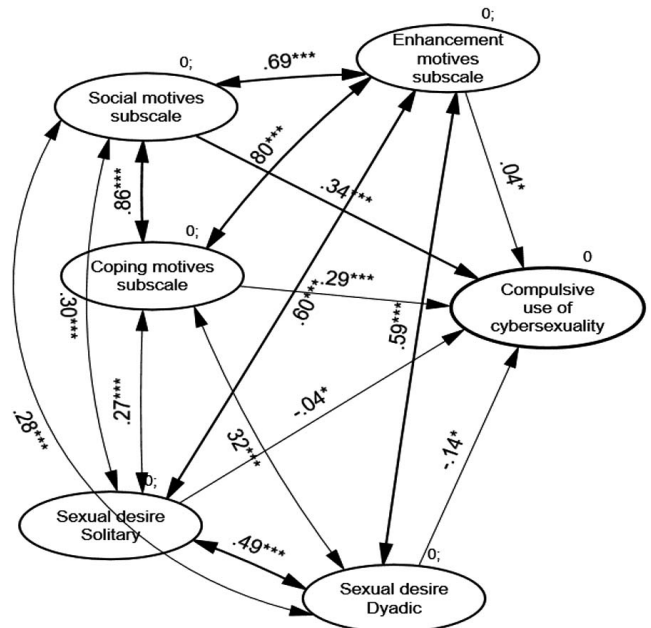 0;
Enhancement
motives
subscale
0;
.69***
Social motives
subscale
.80***
.04*
.34***
.86***
0;
0
Coping motives
subscale
.29***
Compulsive
use of
cybersexuality
.30***
.60***
.59***
.27***
-.04*
.28***
.32***
-.14*
0;
Sexual desire
Solitary
.49***
0;
Sexual desire
Dyadic